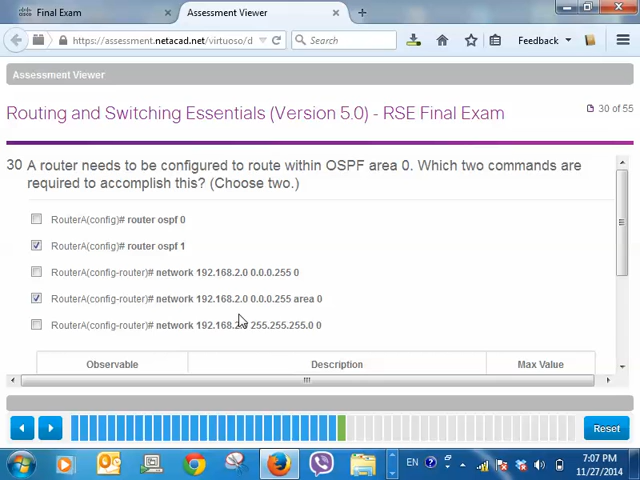 Final Exam
Assessment Viewer
https://assessment.netacad.net/virtuoso/d
Search
Feedback
Assessment Viewer
Routing and Switching Essentials (Version 5.0) - RSE Final Exam
30 of 55
30 A router needs to be configured to route within OSPF area 0. Which two commands are
required to accomplish this? (Choose two.)
RouterA(config)# router ospf 0
RouterA(config)# router ospf 1
RouterA(config-router)# network 192.168.2.0 0.0.0.255 0
RouterA(config-router)# network 192.168.2.0 0.0.0.255 area 0
RouterA(config-router)# network 192.168.2.0 255.255.255.0 0
Observable Description Max Value
Reset
EN
7:07 PM
11/27/2014